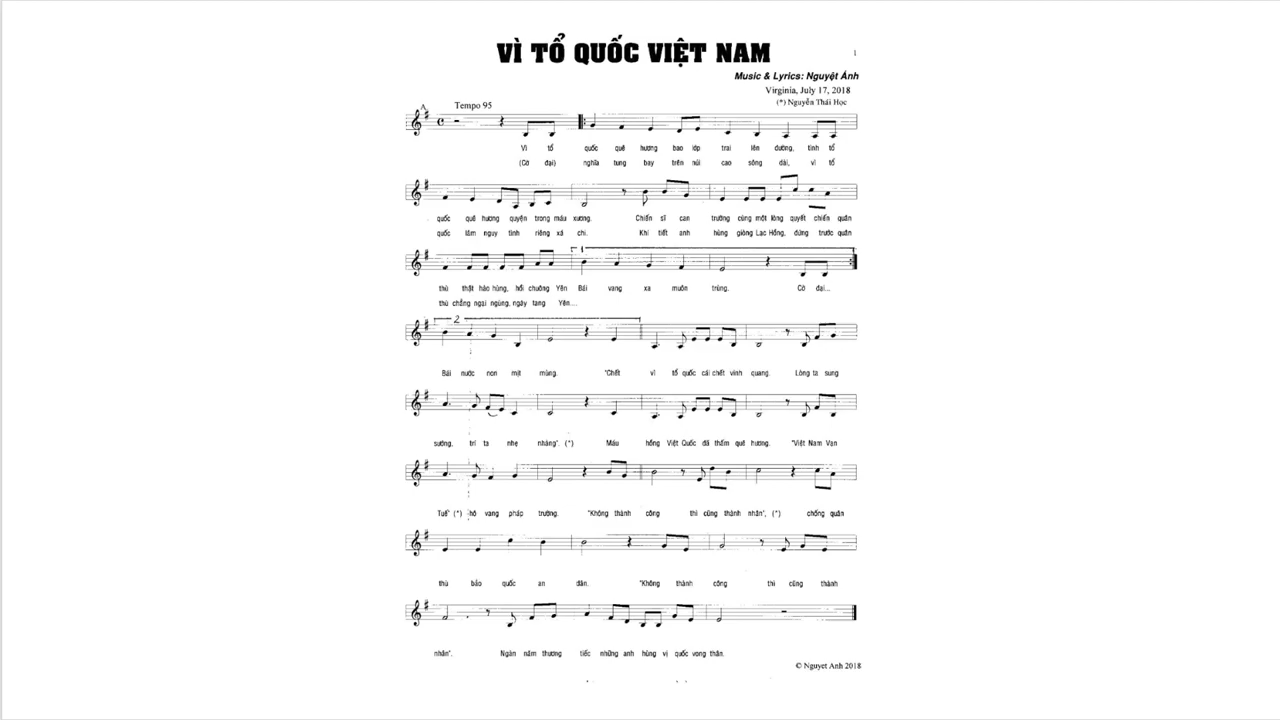 VÌ TỔ QUỐC VIỆT NAM
1
Music & Lyrics: Nguyệt Ánh
Virginia, July 17, 2018
(*) Nguyễn Thái Học
A
Tempo 95
Vì tổ quốc quê hương bao lớp trai lên đường, tình tổ
(Cờ đại) nghĩa tung bay trên núi cao sông dài, vì tổ
quốc quê hương quyện trong máu xương. Chiến sĩ can trường cùng một lòng quyết chiến quân
quốc lâm nguy tình riêng xá chi. Khí tiết anh hùng giòng Lạc Hồng, đứng trước quân
1
thù thật hào hùng, hồi chuông Yên Bái vang xa muôn trùng. Cờ đại...
thù chẳng ngại ngùng, ngày tang Yên...
2
Bái nước non mịt mùng. "Chết vì tổ quốc cái chết vinh quang. Lòng ta sung
sướng, trí ta nhẹ nhàng". (*) Máu hồng Việt Quốc đã thấm quê hương. "Việt Nam Vạn
Tuế" (*) hô vang pháp trường. "Không thành công thì cũng thành nhân", (*) chống quân
thù bảo quốc an dân. "Không thành công thì cũng thành
nhân". Ngàn năm thương tiếc những anh hùng vị quốc vong thân.
© Nguyet Anh 2018